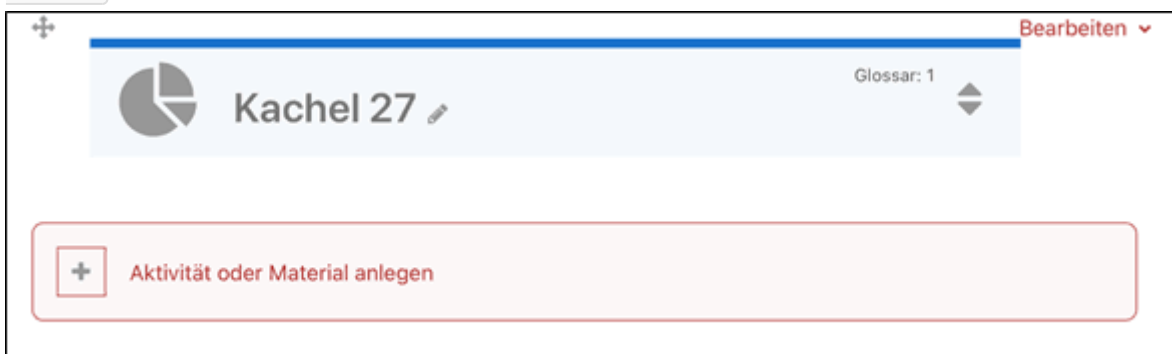 Bearbeiten
Glossar: 1
Kachel 27
Aktivität oder Material anlegen